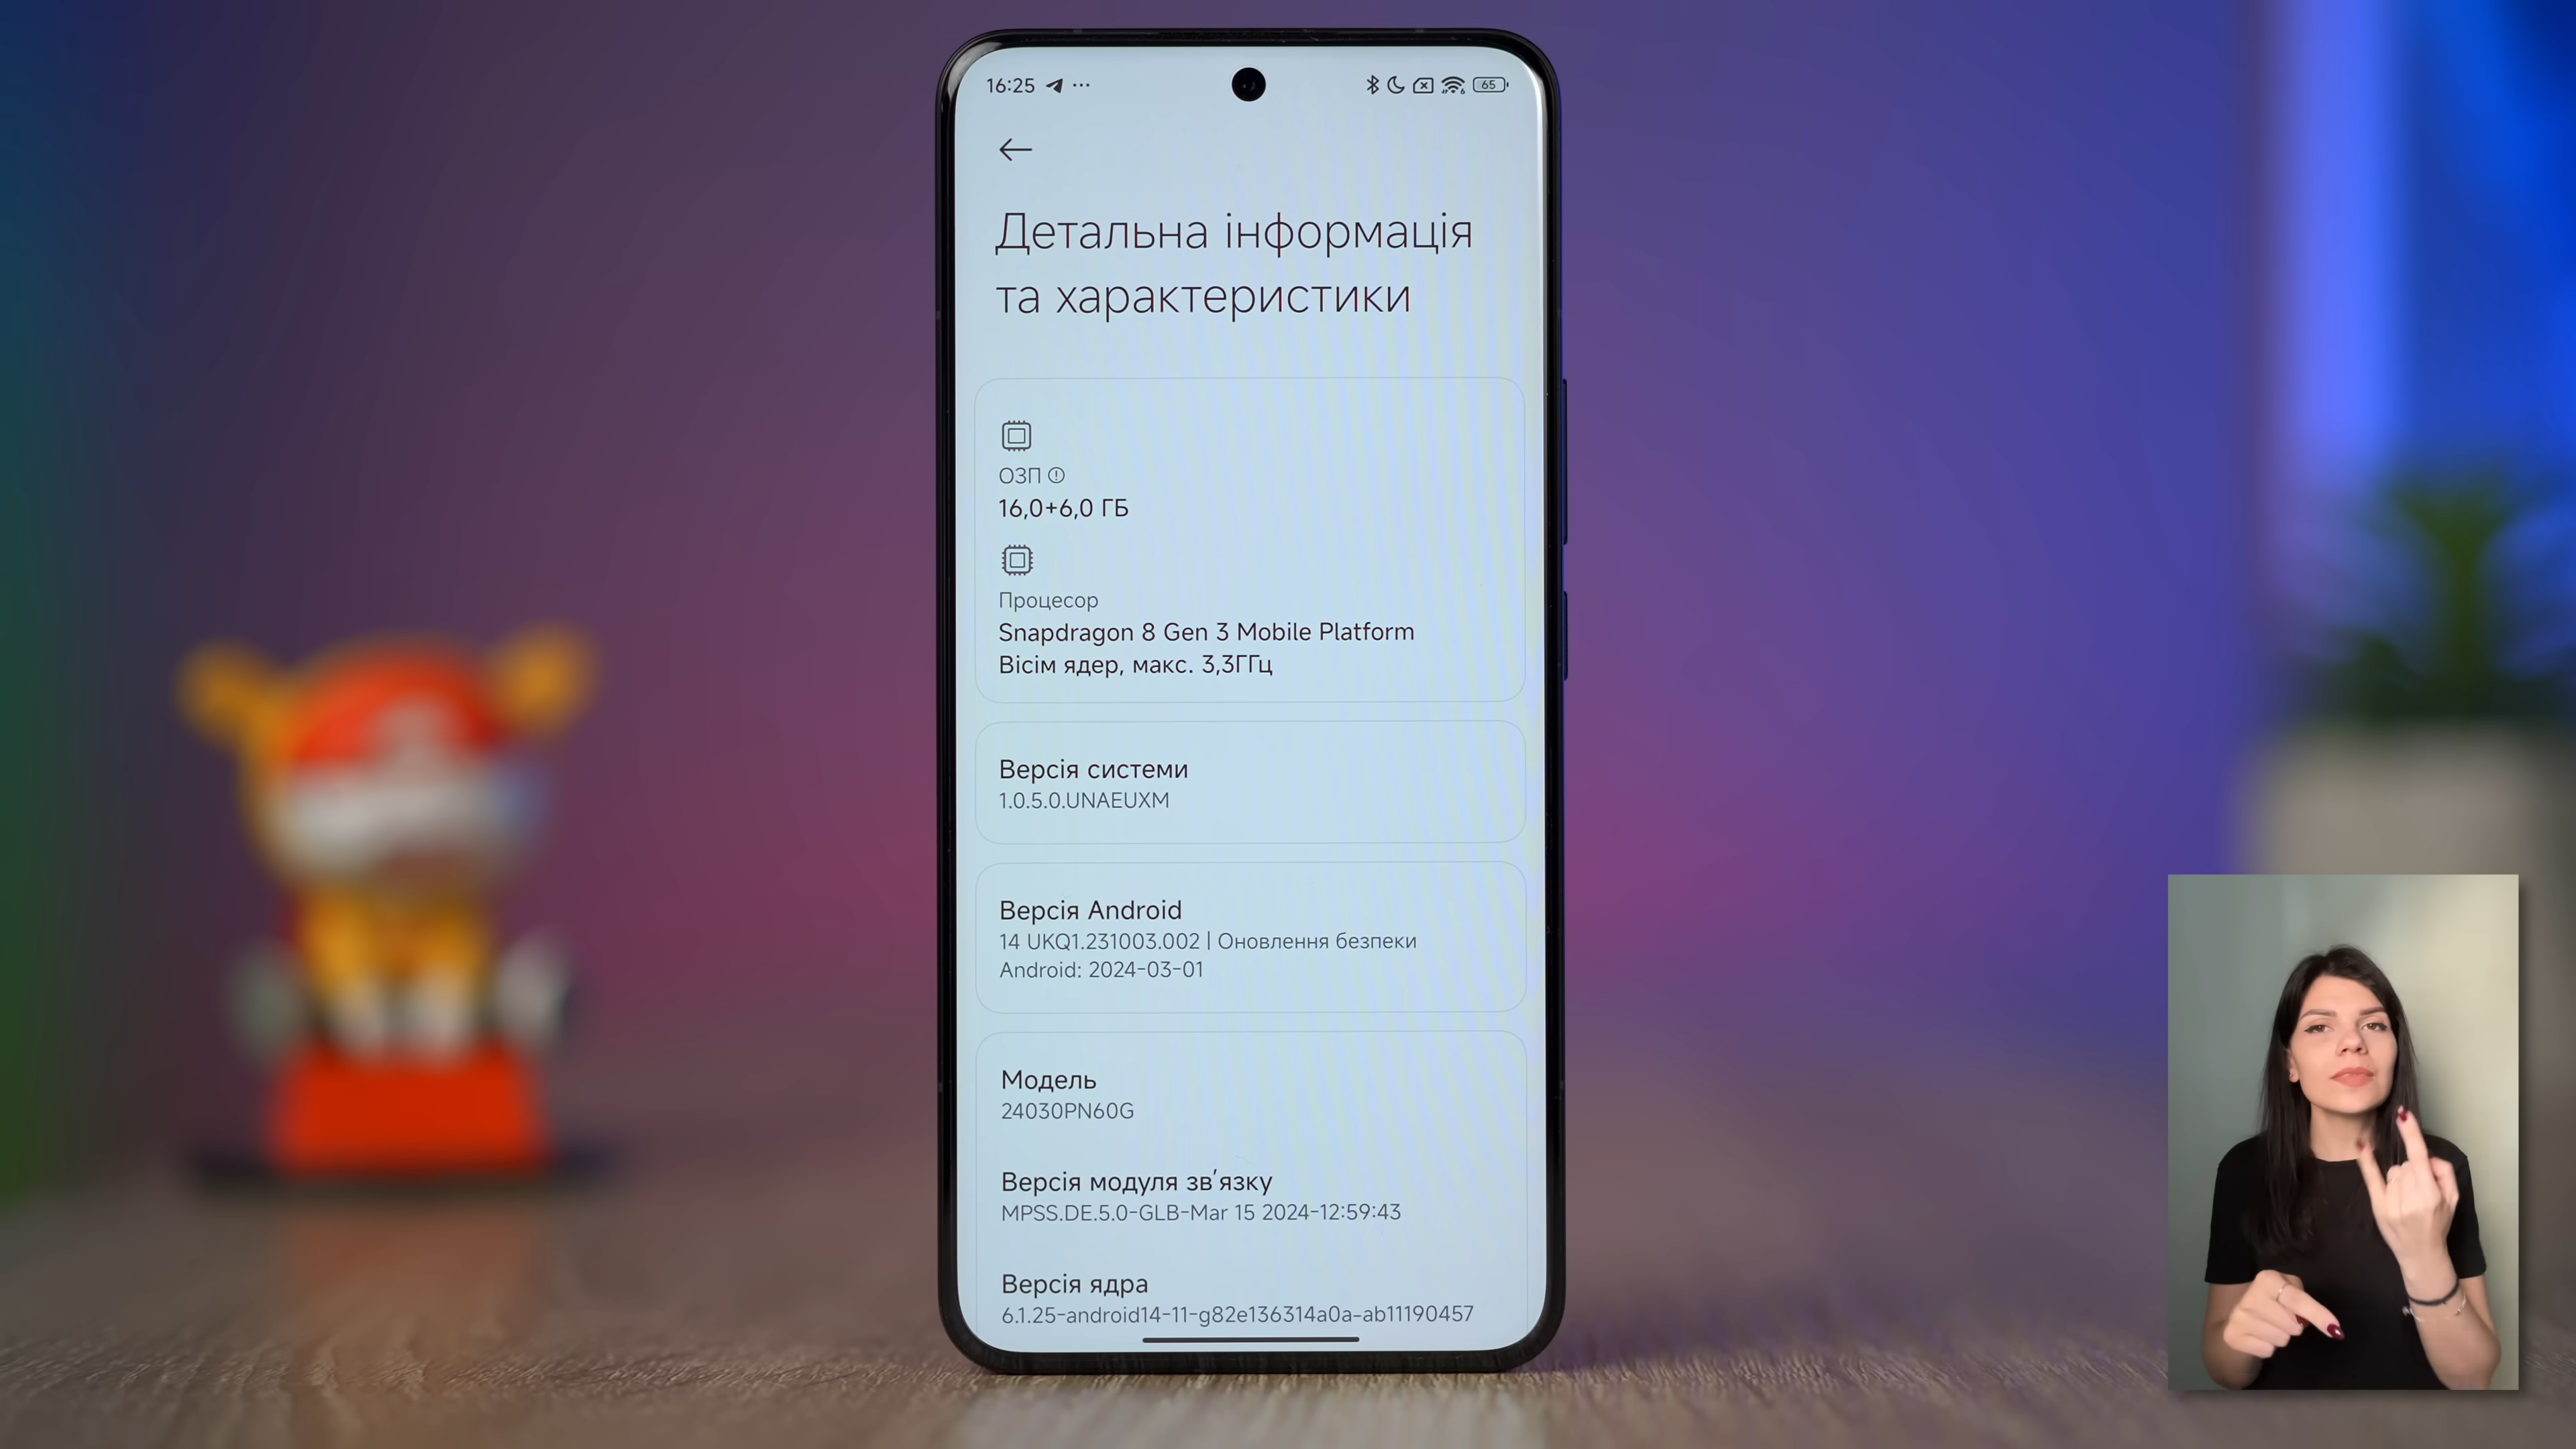 16:25
65
Детальна інформація
та характеристики
ОЗП
16,0+6,0 ГБ
Процесор
Snapdragon 8 Gen 3 Mobile Platform
Вісім ядер, макс. 3,3ГГц
Версія системи
1.0.5.0.UNAEUXM
Версія Android
14 UKQ1.231003.002 | Оновлення безпеки
Android: 2024-03-01
Модель
24030PN60G
Версія модуля зв’язку
MPSS.DE.5.0-GLB-Mar 15 2024-12:59:43
Версія ядра
6.1.25-android14-11-g82e136314a0a-ab11190457